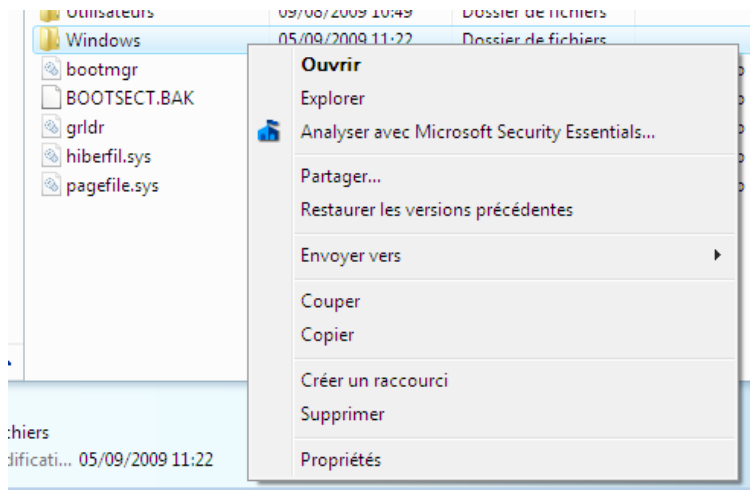 Utilisateurs 09/08/2009 10:49 Dossier de fichiers
Windows 05/09/2009 11:22 Dossier de fichiers
bootmgr
BOOTSECT.BAK
grldr
hiberfil.sys
pagefile.sys
Ouvrir
Explorer
Analyser avec Microsoft Security Essentials...
Partager...
Restaurer les versions précédentes
Envoyer vers
Couper
Copier
Créer un raccourci
Supprimer
Propriétés
chiers
dificati... 05/09/2009 11:22